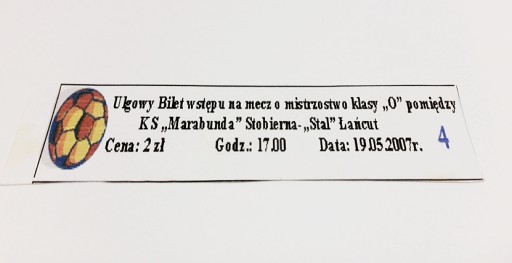 Ulgowy Bilet wstępu na mecz o mistrzostwo klasy „O” pomiędzy
KS „Marabunda” Stobierna-„Stal” Łańcut
Cena: 2 zł Godz.: 17.00 Data: 19.05.2007r. 4